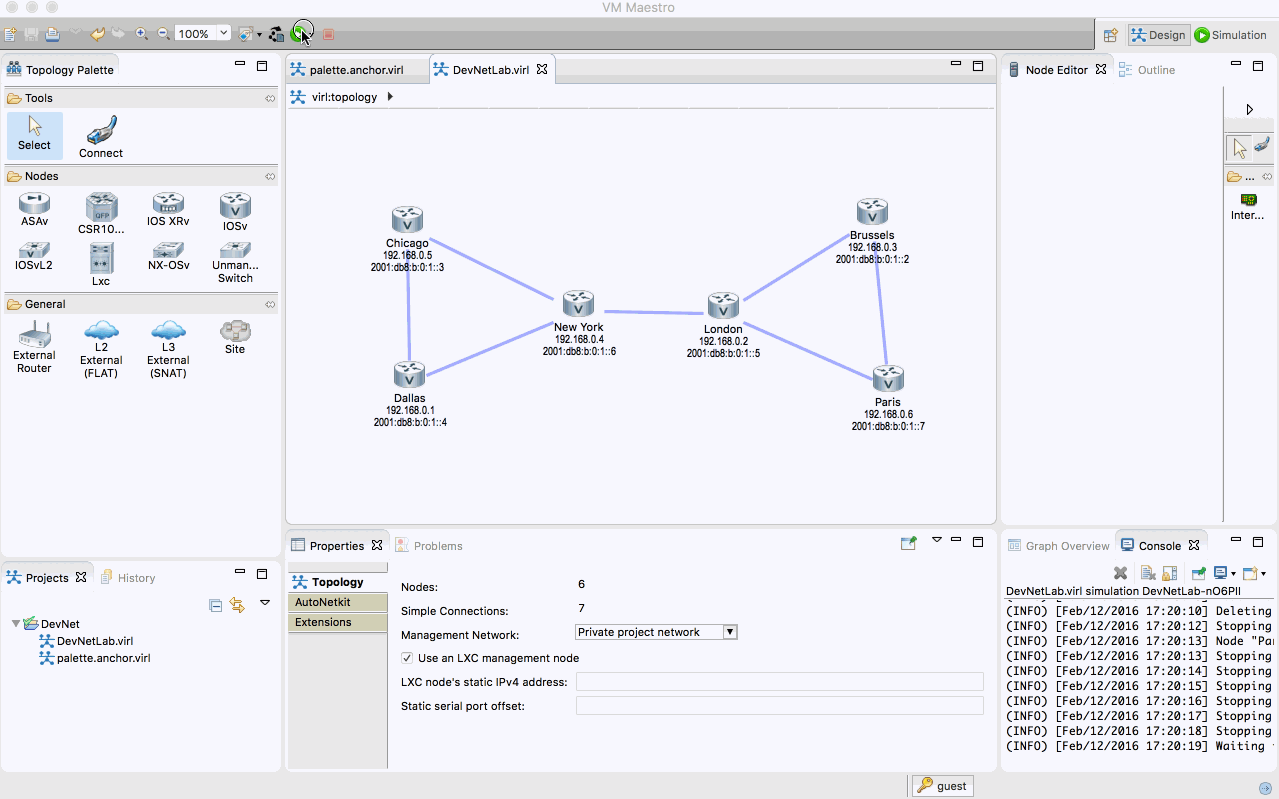 VM Maestro
100%
Design
Simulation
Topology Palette
Tools
Select
Connect
Nodes
ASAv
CSR10...
IOS XRv
IOSv
IOSvL2
Lxc
NX-OSv
Unman...
Switch
General
External
Router
L2
External
(FLAT)
L3
External
(SNAT)
Site
Projects
History
DevNet
DevNetLab.virl
palette.anchor.virl
palette.anchor.virl
DevNetLab.virl
virl:topology
Chicago
192.168.0.5
2001:db8:b:0:1::3
Brussels
192.168.0.3
2001:db8:b:0:1::2
New York
192.168.0.4
2001:db8:b:0:1::6
London
192.168.0.2
2001:db8:b:0:1::5
Dallas
192.168.0.1
2001:db8:b:0:1::4
Paris
192.168.0.6
2001:db8:b:0:1::7
Properties
Problems
Topology
AutoNetkit
Extensions
Nodes: 6
Simple Connections: 7
Management Network: Private project network
Use an LXC management node
LXC node's static IPv4 address:
Static serial port offset:
Node Editor
Outline
...
Inter...
Graph Overview
Console
DevNetLab.virl simulation DevNetLab-nO6PII
(INFO) [Feb/12/2016 17:20:10] Deleting
(INFO) [Feb/12/2016 17:20:12] Stopping
(INFO) [Feb/12/2016 17:20:13] Node "Pa
(INFO) [Feb/12/2016 17:20:13] Stopping
(INFO) [Feb/12/2016 17:20:14] Stopping
(INFO) [Feb/12/2016 17:20:15] Stopping
(INFO) [Feb/12/2016 17:20:16] Stopping
(INFO) [Feb/12/2016 17:20:17] Stopping
(INFO) [Feb/12/2016 17:20:18] Stopping
(INFO) [Feb/12/2016 17:20:19] Waiting
guest